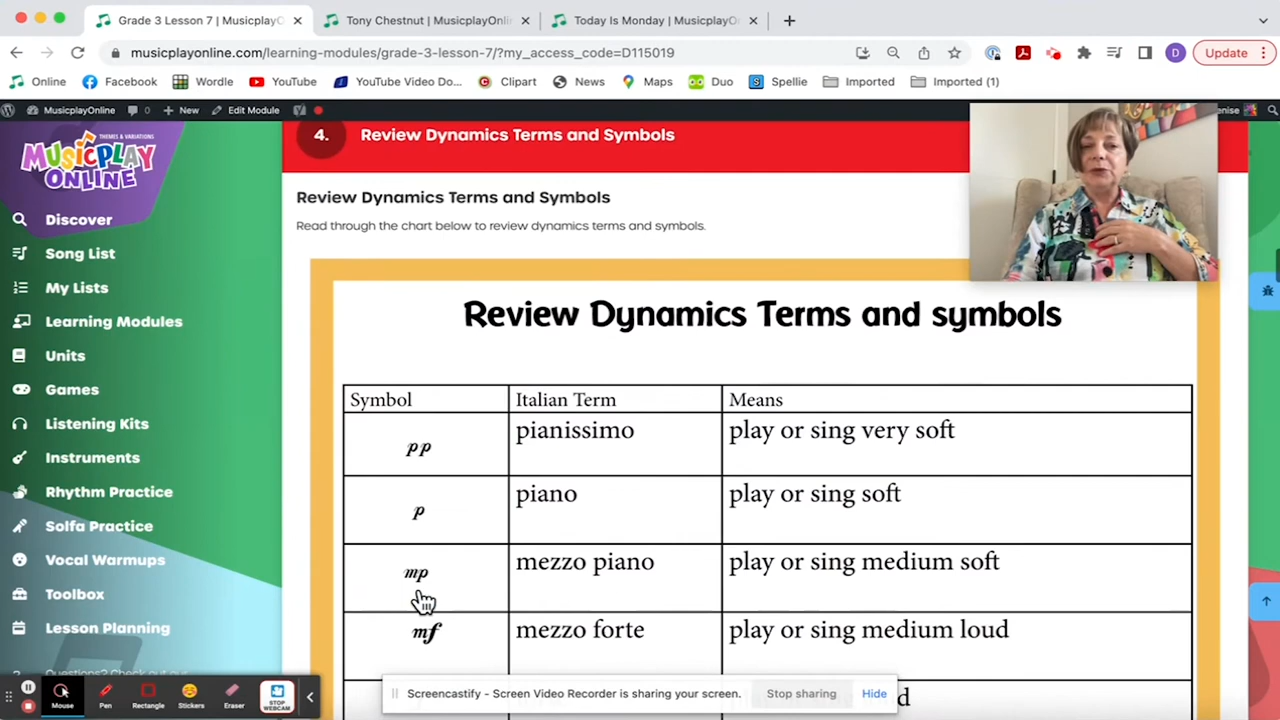 Grade 3 Lesson 7 | MusicplayO
Tony Chestnut | MusicplayOnlin
Today Is Monday | MusicplayO
musicplayonline.com/learning-modules/grade-3-lesson-7/?my_access_code=D115019
D
Update
Online Facebook Wordle YouTube YouTube Video Do... Clipart News Maps Duo Spellie Imported Imported (1)
MusicplayOnline 0 New Edit Module
THEMES & VARIATIONS
MUSICPLAY
ONLINE
Discover
Song List
My Lists
Learning Modules
Units
Games
Listening Kits
Instruments
Rhythm Practice
Solfa Practice
Vocal Warmups
Toolbox
Lesson Planning
4. Review Dynamics Terms and Symbols
Review Dynamics Terms and Symbols
Read through the chart below to review dynamics terms and symbols.
Review Dynamics Terms and symbols
Symbol Italian Term Means
pp pianissimo play or sing very soft
p piano play or sing soft
mp mezzo piano play or sing medium soft
mf mezzo forte play or sing medium loud
Screencastify - Screen Video Recorder is sharing your screen. Stop sharing Hide
Mouse Pen Rectangle Stickers Eraser STOP WEBCAM